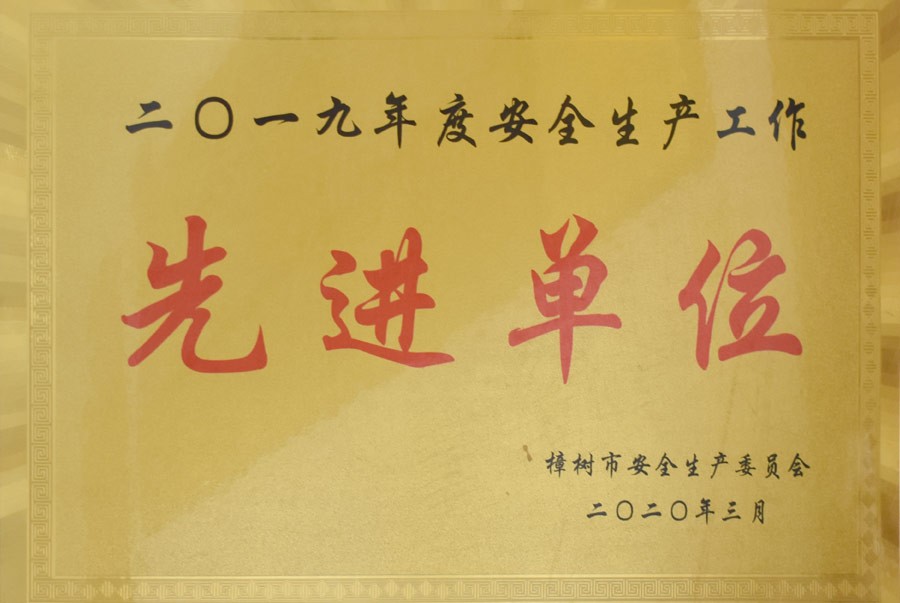 二〇一九年度安全生产工作
先进单位
樟树市安全生产委员会
二〇二〇年三月